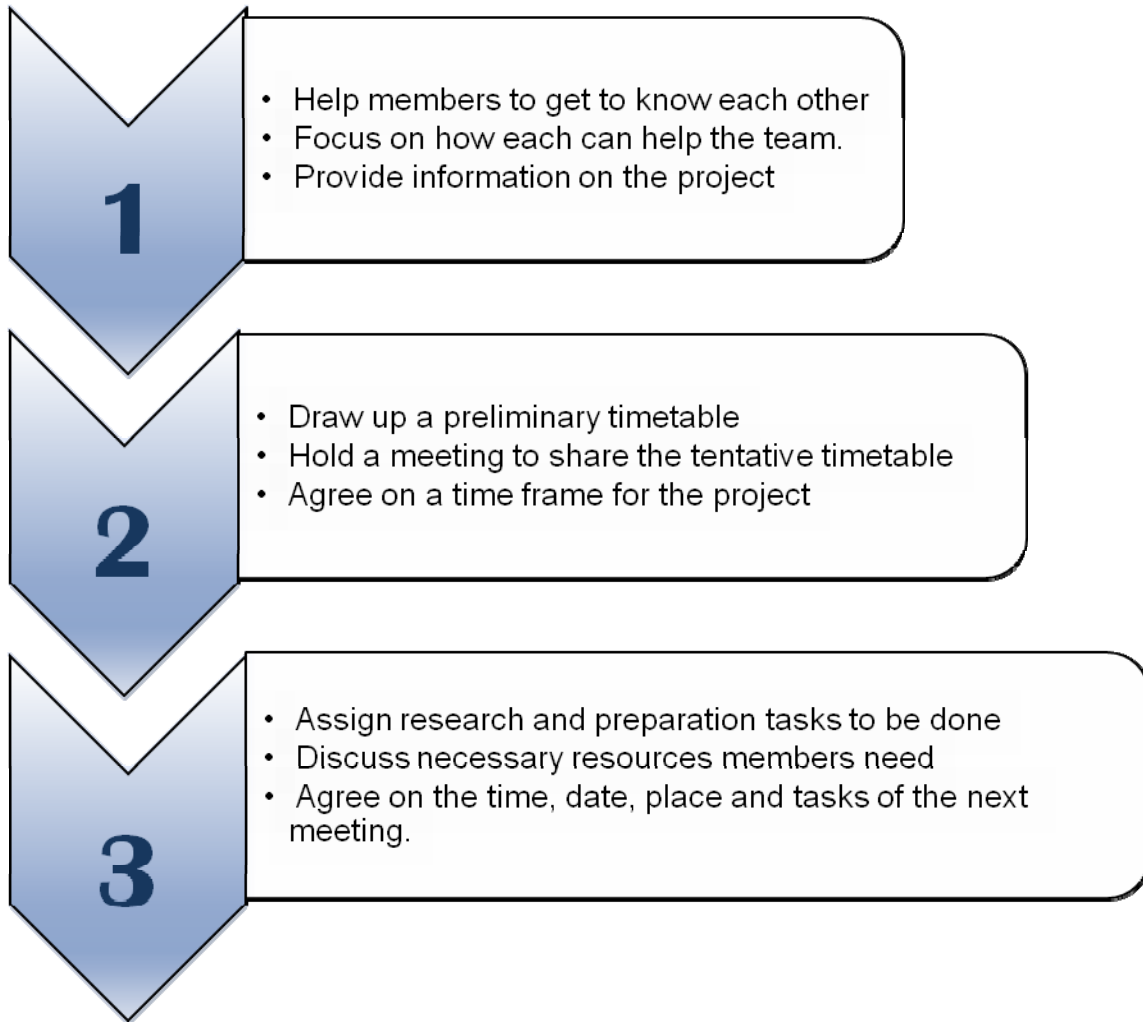 1
• Help members to get to know each other
• Focus on how each can help the team.
• Provide information on the project
2
• Draw up a preliminary timetable
• Hold a meeting to share the tentative timetable
• Agree on a time frame for the project
3
• Assign research and preparation tasks to be done
• Discuss necessary resources members need
• Agree on the time, date, place and tasks of the next
meeting.